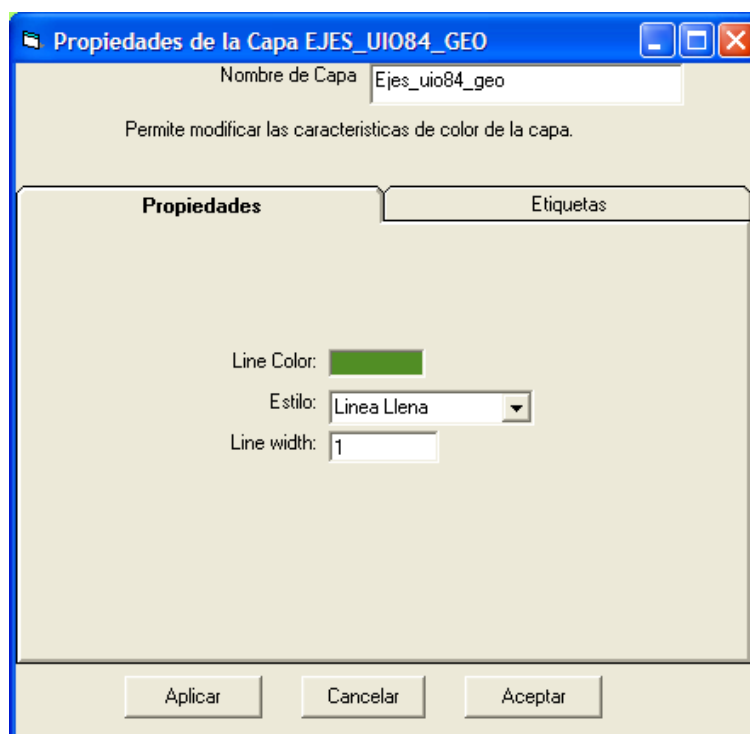 Propiedades de la Capa EJES_UIO84_GEO
Nombre de Capa Ejes_uio84_geo
Permite modificar las caracteristicas de color de la capa.
Propiedades Etiquetas
Line Color:
Estilo: Linea Llena
Line width: 1
Aplicar Cancelar Aceptar